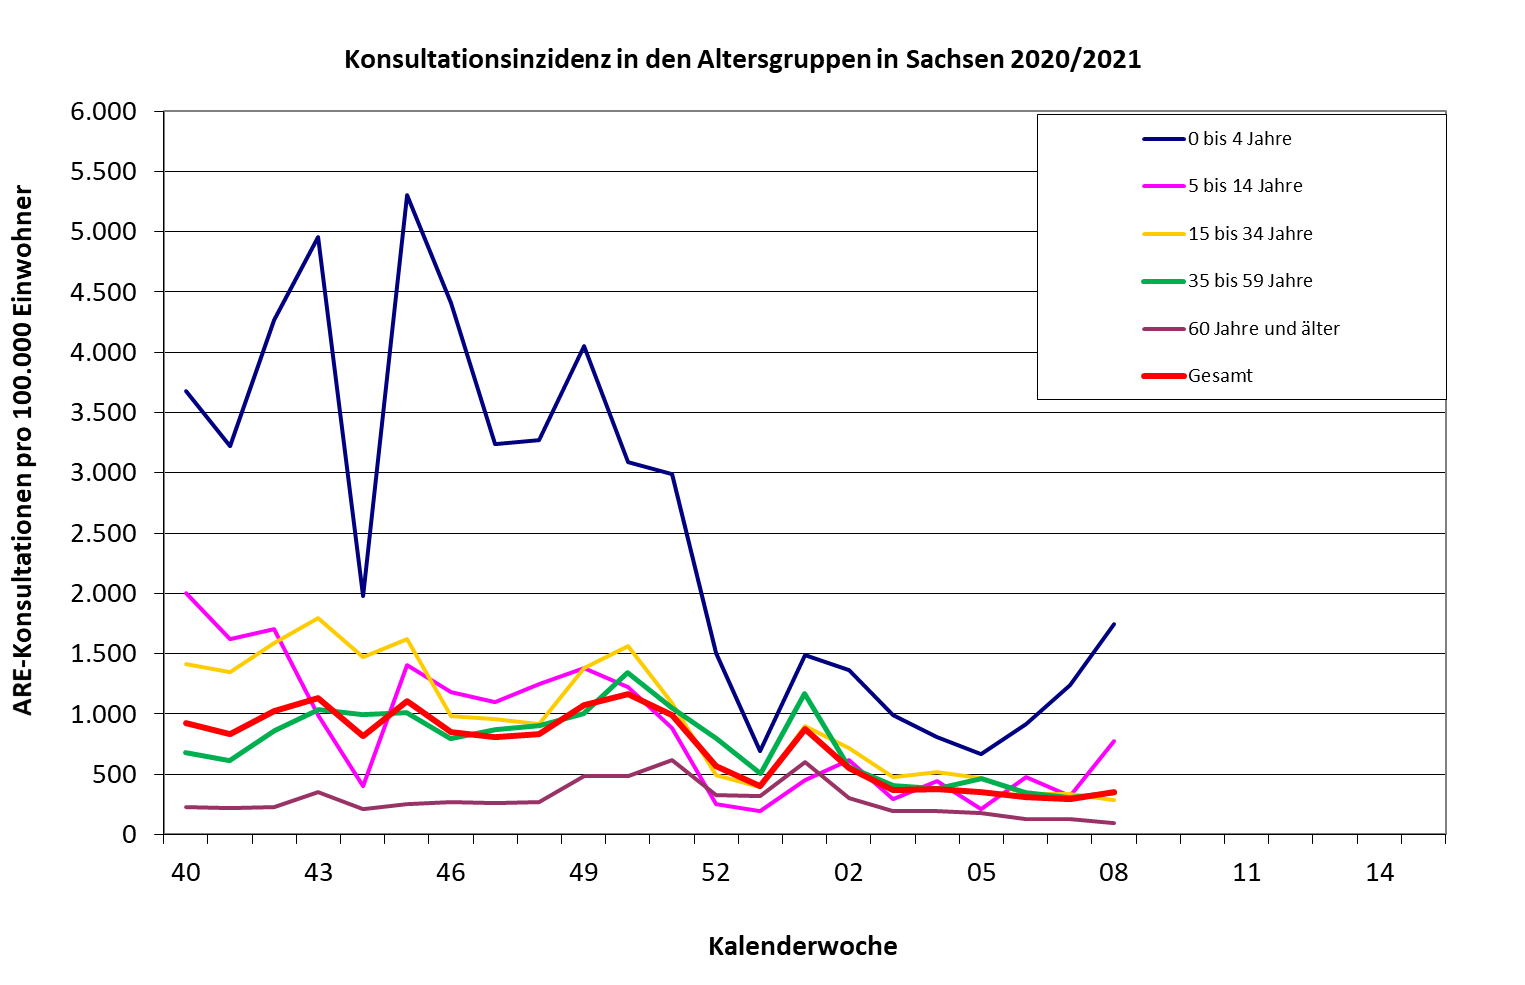 Konsultationsinzidenz in den Altersgruppen in Sachsen 2020/2021
ARE-Konsultationen pro 100.000 Einwohner
6.000
5.500
5.000
4.500
4.000
3.500
3.000
2.500
2.000
1.500
1.000
500
0
0 bis 4 Jahre
5 bis 14 Jahre
15 bis 34 Jahre
35 bis 59 Jahre
60 Jahre und älter
Gesamt
40 43 46 49 52 02 05 08 11 14
Kalenderwoche